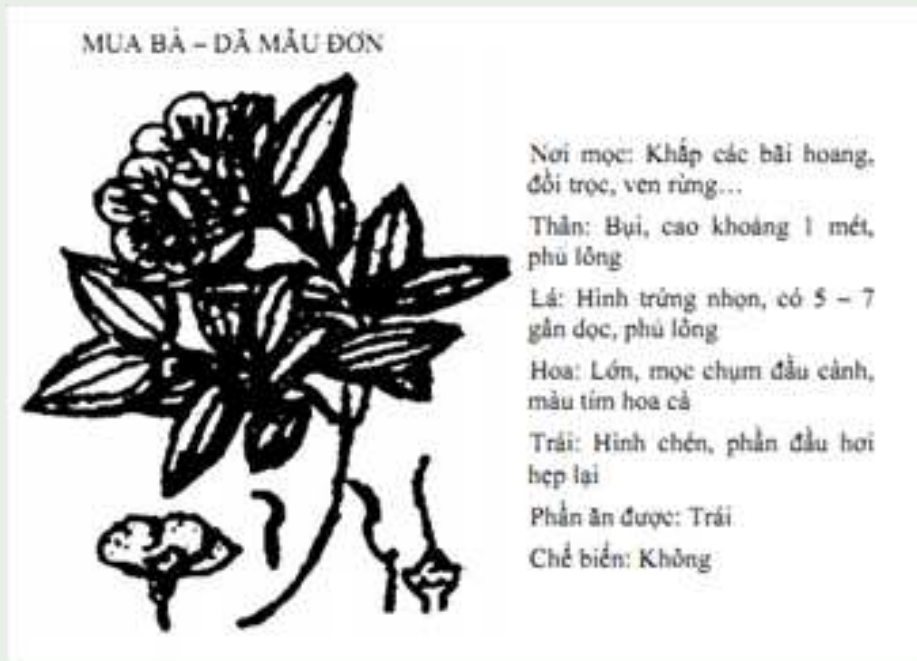 MUA BÀ – DÃ MẪU ĐƠN
Nơi mọc: Khắp các bãi hoang,
đồi trọc, ven rừng...
Thân: Bụi, cao khoảng 1 mét,
phủ lông
Lá: Hình trứng nhọn, có 5 – 7
gân dọc, phủ lông
Hoa: Lớn, mọc chụm đầu cành,
màu tím hoa cà
Trái: Hình chén, phần đầu hơi
hẹp lại
Phần ăn được: Trái
Chế biến: Không